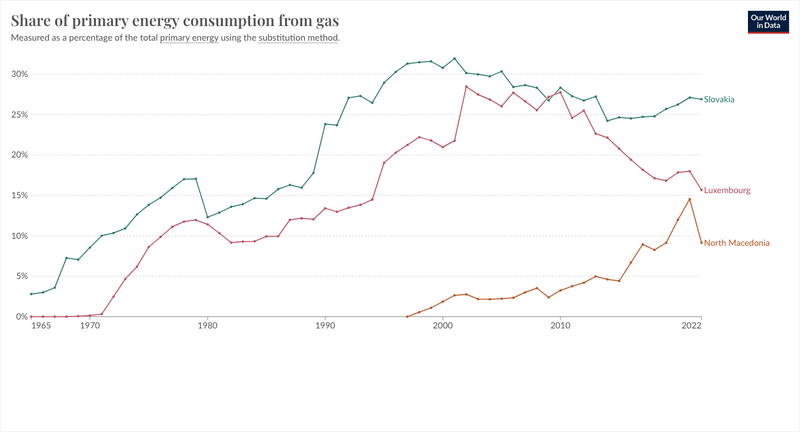 Share of primary energy consumption from gas
Measured as a percentage of the total primary energy using the substitution method.
Our World
in Data
30%
25%
20%
15%
10%
5%
0%
Slovakia
Luxembourg
North Macedonia
1965
1970
1980
1990
2000
2010
2022